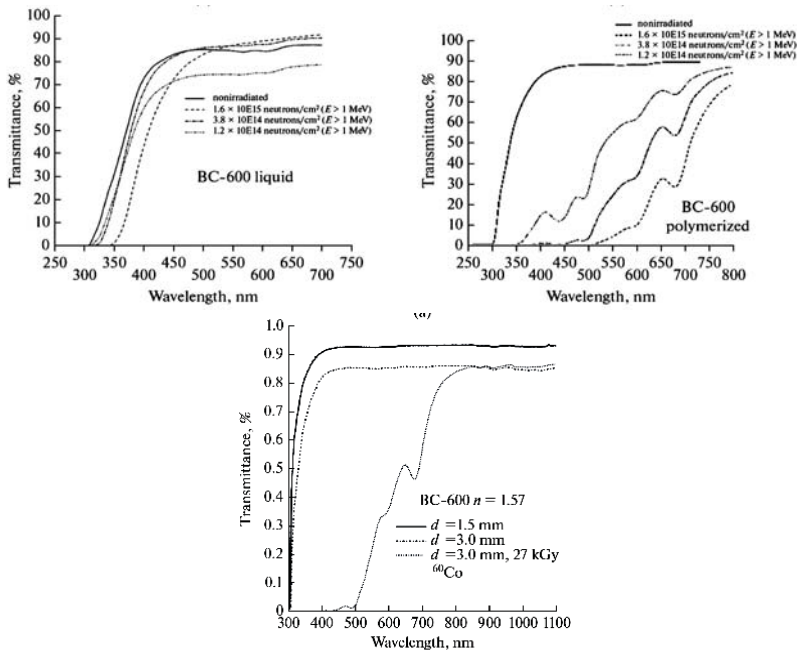 Transmittance, %
100
90
80
70
60
50
40
30
20
10
0
nonirradiated
1.6 × 10E15 neutrons/cm² (E > 1 MeV)
3.8 × 10E14 neutrons/cm² (E > 1 MeV)
1.2 × 10E14 neutrons/cm² (E > 1 MeV)
BC-600 liquid
250 300 350 400 450 500 550 600 650 700 750
Wavelength, nm
nonirradiated
1.6 × 10E15 neutrons/cm² (E > 1 MeV)
3.8 × 10E14 neutrons/cm² (E > 1 MeV)
1.2 × 10E14 neutrons/cm² (E > 1 MeV)
Transmittance, %
100
90
80
70
60
50
40
30
20
10
0
BC-600
polymerized
250 300 350 400 450 500 550 600 650 700 730 800
Wavelength, nm
(a)
Transmittance, %
1.0
0.9
0.8
0.7
0.6
0.5
0.4
0.3
0.2
0.1
0
BC-600 n = 1.57
d = 1.5 mm
d = 3.0 mm
d = 3.0 mm, 27 kGy
⁶⁰Co
300 400 500 600 700 800 900 1000 1100
Wavelength, nm